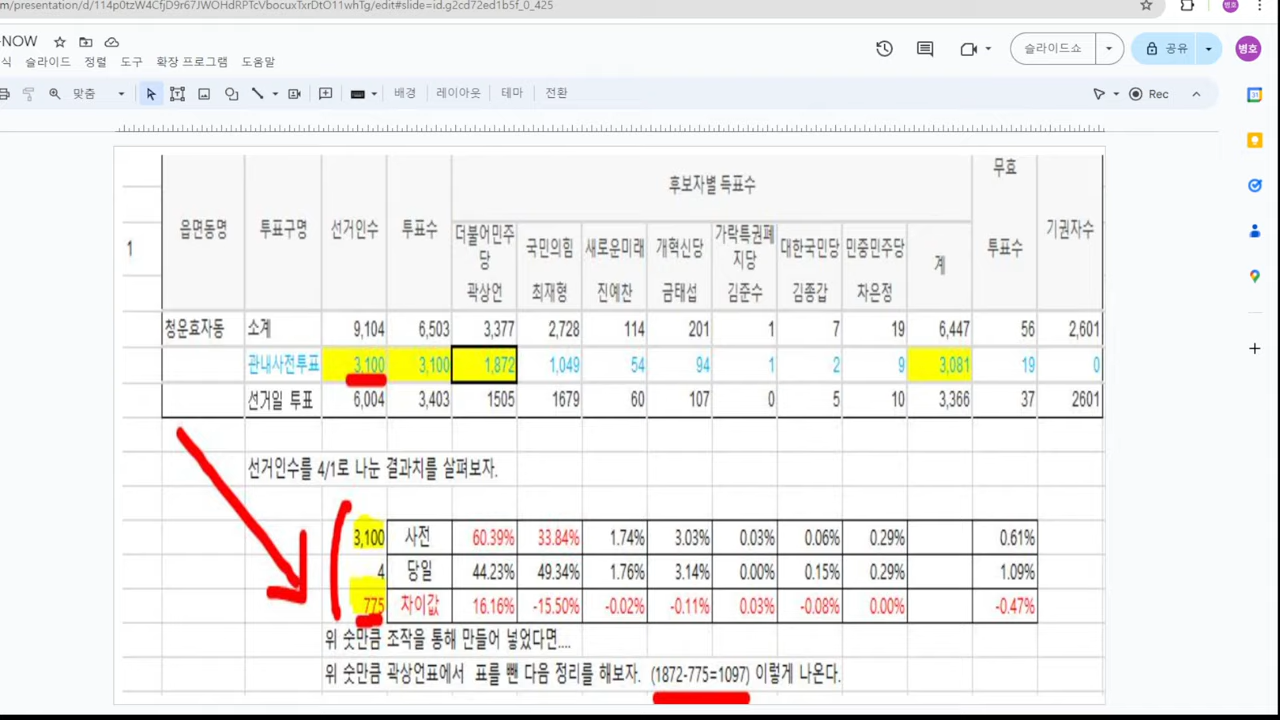 m/presentation/d/114p0tzW4CfjD9r67JWOHdRPTcVbocuxTxrDtO11whTg/edit#slide=id.g2cd72ed1b5f_0_425
병호
-NOW
슬라이드쇼
공유
병호
식 슬라이드 정렬 도구 확장 프로그램 도움말
맞춤 배경 레이아웃 테마 전환 Rec
1
읍면동명 투표구명 선거인수 투표수 후보자별 득표수 무효 투표수 기권자수
더불어민주당 곽상언 국민의힘 최재형 새로운미래 진예찬 개혁신당 금태섭 가락특권폐지당 김준수 대한국민당 김종갑 민중민주당 차은정 계
청운효자동 소계 9,104 6,503 3,377 2,728 114 201 1 7 19 6,447 56 2,601
관내사전투표 3,100 3,100 1,872 1,049 54 94 1 2 9 3,081 19 0
선거일 투표 6,004 3,403 1505 1679 60 107 0 5 10 3,366 37 2601
선거인수를 4/1로 나눈 결과치를 살펴보자.
3,100 사전 60.39% 33.84% 1.74% 3.03% 0.03% 0.06% 0.29% 0.61%
4 당일 44.23% 49.34% 1.76% 3.14% 0.00% 0.15% 0.29% 1.09%
775 차이값 16.16% -15.50% -0.02% -0.11% 0.03% -0.08% 0.00% -0.47%
위 숫만큼 조작을 통해 만들어 넣었다면....
위 숫만큼 곽상언표에서 표를 뺀 다음 정리를 해보자. (1872-775=1097) 이렇게 나온다.